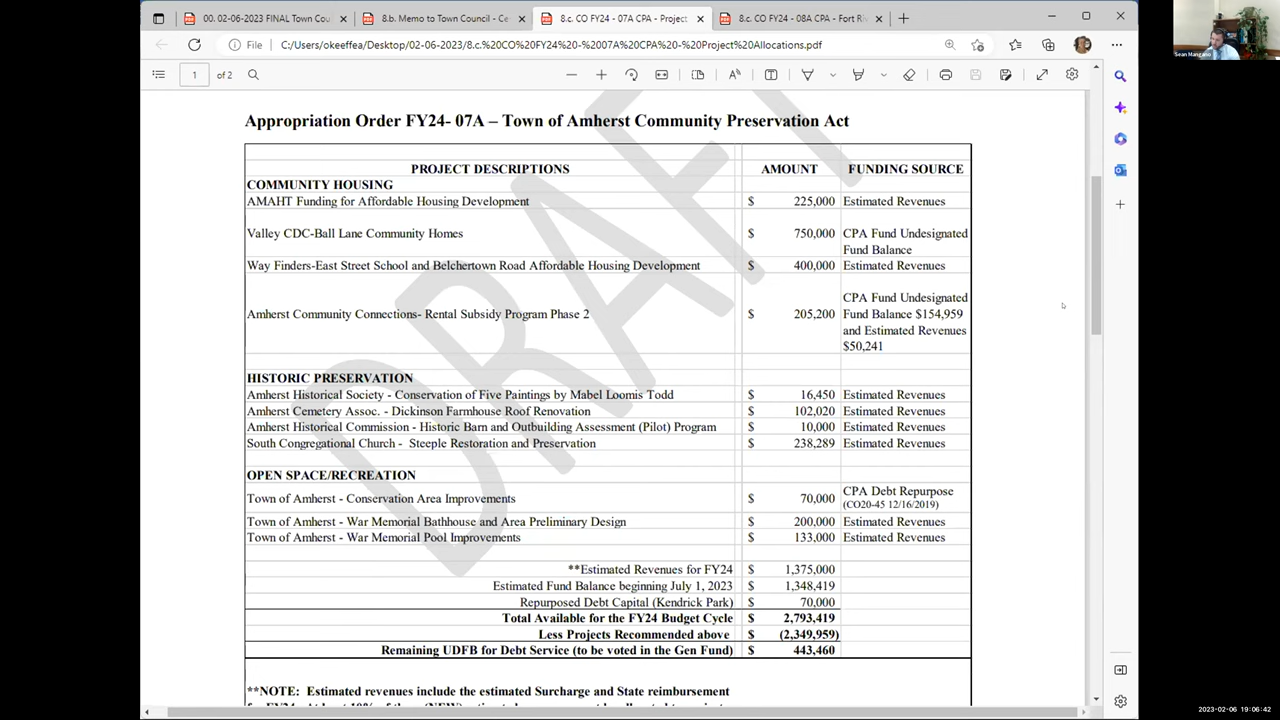 00. 02-06-2023 FINAL Town Cou
8.b. Memo to Town Council - Ce
8.c. CO FY24 - 07A CPA - Project
8.c. CO FY24 - 08A CPA - Fort Ri
File C:/Users/okeeffea/Desktop/02-06-2023/8.c.%20CO%20FY24%20-%2007A%20CPA%20-%20Project%20Allocations.pdf
1 of 2
Sean Mangano
DRAFT
Appropriation Order FY24- 07A – Town of Amherst Community Preservation Act
PROJECT DESCRIPTIONS AMOUNT FUNDING SOURCE
COMMUNITY HOUSING
AMAHT Funding for Affordable Housing Development $ 225,000 Estimated Revenues
Valley CDC-Ball Lane Community Homes $ 750,000 CPA Fund Undesignated
Fund Balance
Way Finders-East Street School and Belchertown Road Affordable Housing Development $ 400,000 Estimated Revenues
CPA Fund Undesignated
Amherst Community Connections- Rental Subsidy Program Phase 2 $ 205,200 Fund Balance $154,959
and Estimated Revenues
$50,241
HISTORIC PRESERVATION
Amherst Historical Society - Conservation of Five Paintings by Mabel Loomis Todd $ 16,450 Estimated Revenues
Amherst Cemetery Assoc. - Dickinson Farmhouse Roof Renovation $ 102,020 Estimated Revenues
Amherst Historical Commission - Historic Barn and Outbuilding Assessment (Pilot) Program $ 10,000 Estimated Revenues
South Congregational Church - Steeple Restoration and Preservation $ 238,289 Estimated Revenues
OPEN SPACE/RECREATION
Town of Amherst - Conservation Area Improvements $ 70,000 CPA Debt Repurpose
(CO20-45 12/16/2019)
Town of Amherst - War Memorial Bathhouse and Area Preliminary Design $ 200,000 Estimated Revenues
Town of Amherst - War Memorial Pool Improvements $ 133,000 Estimated Revenues
**Estimated Revenues for FY24 $ 1,375,000
Estimated Fund Balance beginning July 1, 2023 $ 1,348,419
Repurposed Debt Capital (Kendrick Park) $ 70,000
Total Available for the FY24 Budget Cycle $ 2,793,419
Less Projects Recommended above $ (2,349,959)
Remaining UDFB for Debt Service (to be voted in the Gen Fund) $ 443,460
**NOTE: Estimated revenues include the estimated Surcharge and State reimbursement
2023-02-06 19:06:42